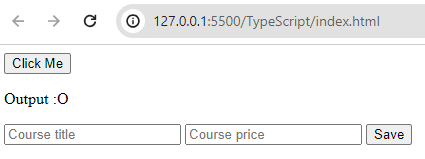 127.0.0.1:5500/TypeScript/index.html
Click Me
Output :O
Course title Course price Save